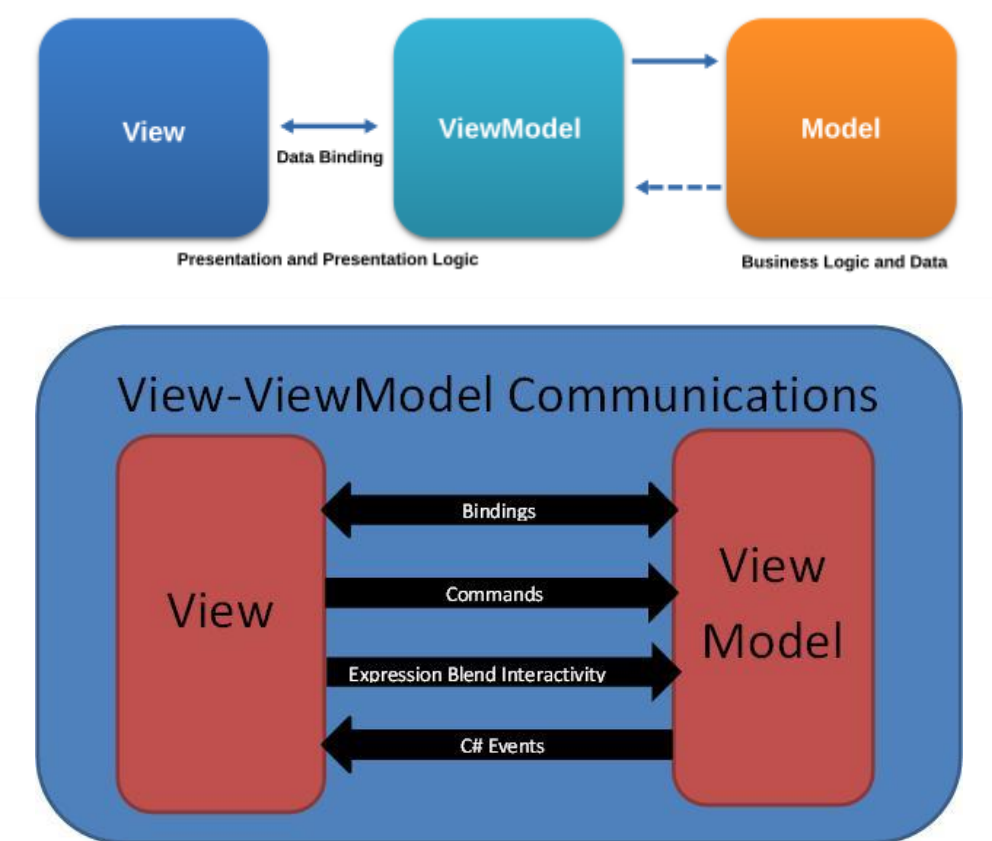 View
ViewModel
Model
Data Binding
Presentation and Presentation Logic
Business Logic and Data
View-ViewModel Communications
View
Bindings
Commands
Expression Blend Interactivity
C# Events
View
Model